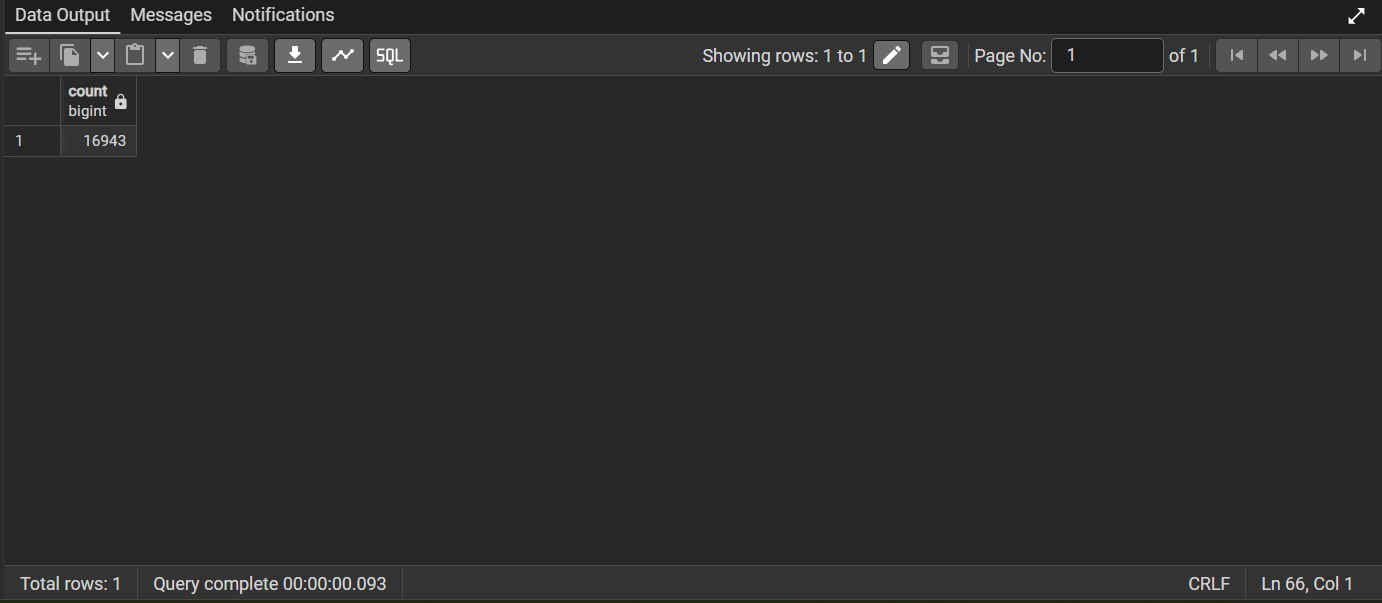 Data Output Messages Notifications
SQL Showing rows: 1 to 1 Page No: 1 of 1
count
bigint
1 16943
Total rows: 1 Query complete 00:00:00.093 CRLF Ln 66, Col 1